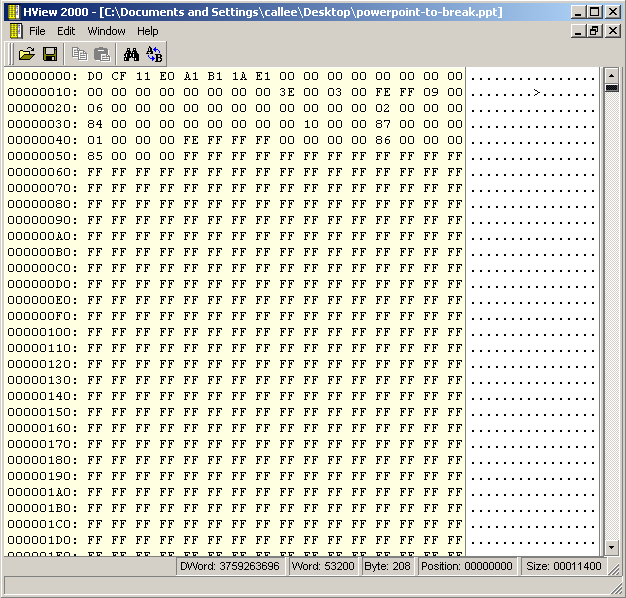 HView 2000 - [C:\Documents and Settings\callee\Desktop\powerpoint-to-break.ppt]
File Edit Window Help
00000000: D0 CF 11 E0 A1 B1 1A E1 00 00 00 00 00 00 00 00 ................
00000010: 00 00 00 00 00 00 00 00 3E 00 03 00 FE FF 09 00 ........>.......
00000020: 06 00 00 00 00 00 00 00 00 00 00 00 02 00 00 00 ................
00000030: 84 00 00 00 00 00 00 00 00 10 00 00 87 00 00 00 ................
00000040: 01 00 00 00 FE FF FF FF 00 00 00 00 86 00 00 00 ................
00000050: 85 00 00 00 FF FF FF FF FF FF FF FF FF FF FF FF ................
00000060: FF FF FF FF FF FF FF FF FF FF FF FF FF FF FF FF ................
00000070: FF FF FF FF FF FF FF FF FF FF FF FF FF FF FF FF ................
00000080: FF FF FF FF FF FF FF FF FF FF FF FF FF FF FF FF ................
00000090: FF FF FF FF FF FF FF FF FF FF FF FF FF FF FF FF ................
000000A0: FF FF FF FF FF FF FF FF FF FF FF FF FF FF FF FF ................
000000B0: FF FF FF FF FF FF FF FF FF FF FF FF FF FF FF FF ................
000000C0: FF FF FF FF FF FF FF FF FF FF FF FF FF FF FF FF ................
000000D0: FF FF FF FF FF FF FF FF FF FF FF FF FF FF FF FF ................
000000E0: FF FF FF FF FF FF FF FF FF FF FF FF FF FF FF FF ................
000000F0: FF FF FF FF FF FF FF FF FF FF FF FF FF FF FF FF ................
00000100: FF FF FF FF FF FF FF FF FF FF FF FF FF FF FF FF ................
00000110: FF FF FF FF FF FF FF FF FF FF FF FF FF FF FF FF ................
00000120: FF FF FF FF FF FF FF FF FF FF FF FF FF FF FF FF ................
00000130: FF FF FF FF FF FF FF FF FF FF FF FF FF FF FF FF ................
00000140: FF FF FF FF FF FF FF FF FF FF FF FF FF FF FF FF ................
00000150: FF FF FF FF FF FF FF FF FF FF FF FF FF FF FF FF ................
00000160: FF FF FF FF FF FF FF FF FF FF FF FF FF FF FF FF ................
00000170: FF FF FF FF FF FF FF FF FF FF FF FF FF FF FF FF ................
00000180: FF FF FF FF FF FF FF FF FF FF FF FF FF FF FF FF ................
00000190: FF FF FF FF FF FF FF FF FF FF FF FF FF FF FF FF ................
000001A0: FF FF FF FF FF FF FF FF FF FF FF FF FF FF FF FF ................
000001B0: FF FF FF FF FF FF FF FF FF FF FF FF FF FF FF FF ................
000001C0: FF FF FF FF FF FF FF FF FF FF FF FF FF FF FF FF ................
000001D0: FF FF FF FF FF FF FF FF FF FF FF FF FF FF FF FF ................
000001E0: FF FF FF FF FF FF FF FF FF FF FF FF FF FF FF FF ................
DWord: 3759263696 Word: 53200 Byte: 208 Position: 00000000 Size: 00011400